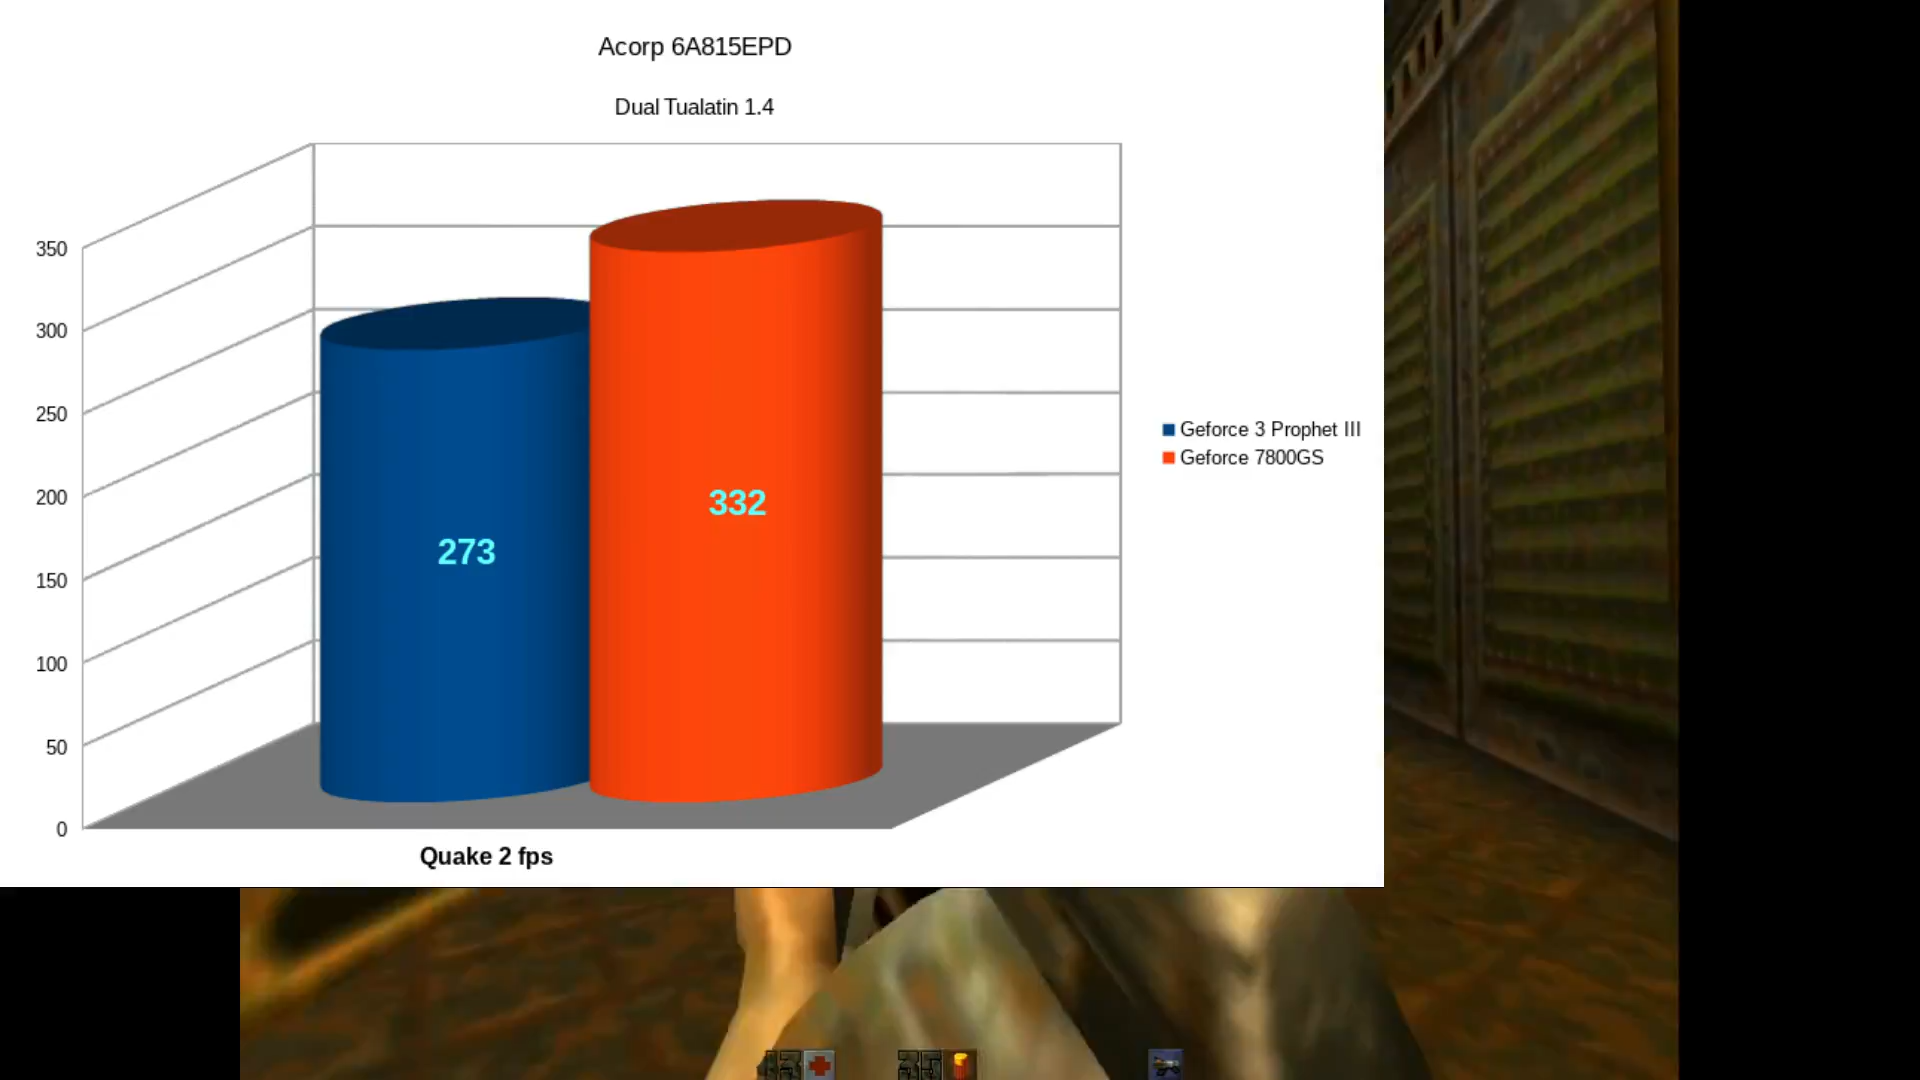 Acorp 6A815EPD
Dual Tualatin 1.4
350
300
250
200
150
100
50
0
273
332
Geforce 3 Prophet III
Geforce 7800GS
Quake 2 fps